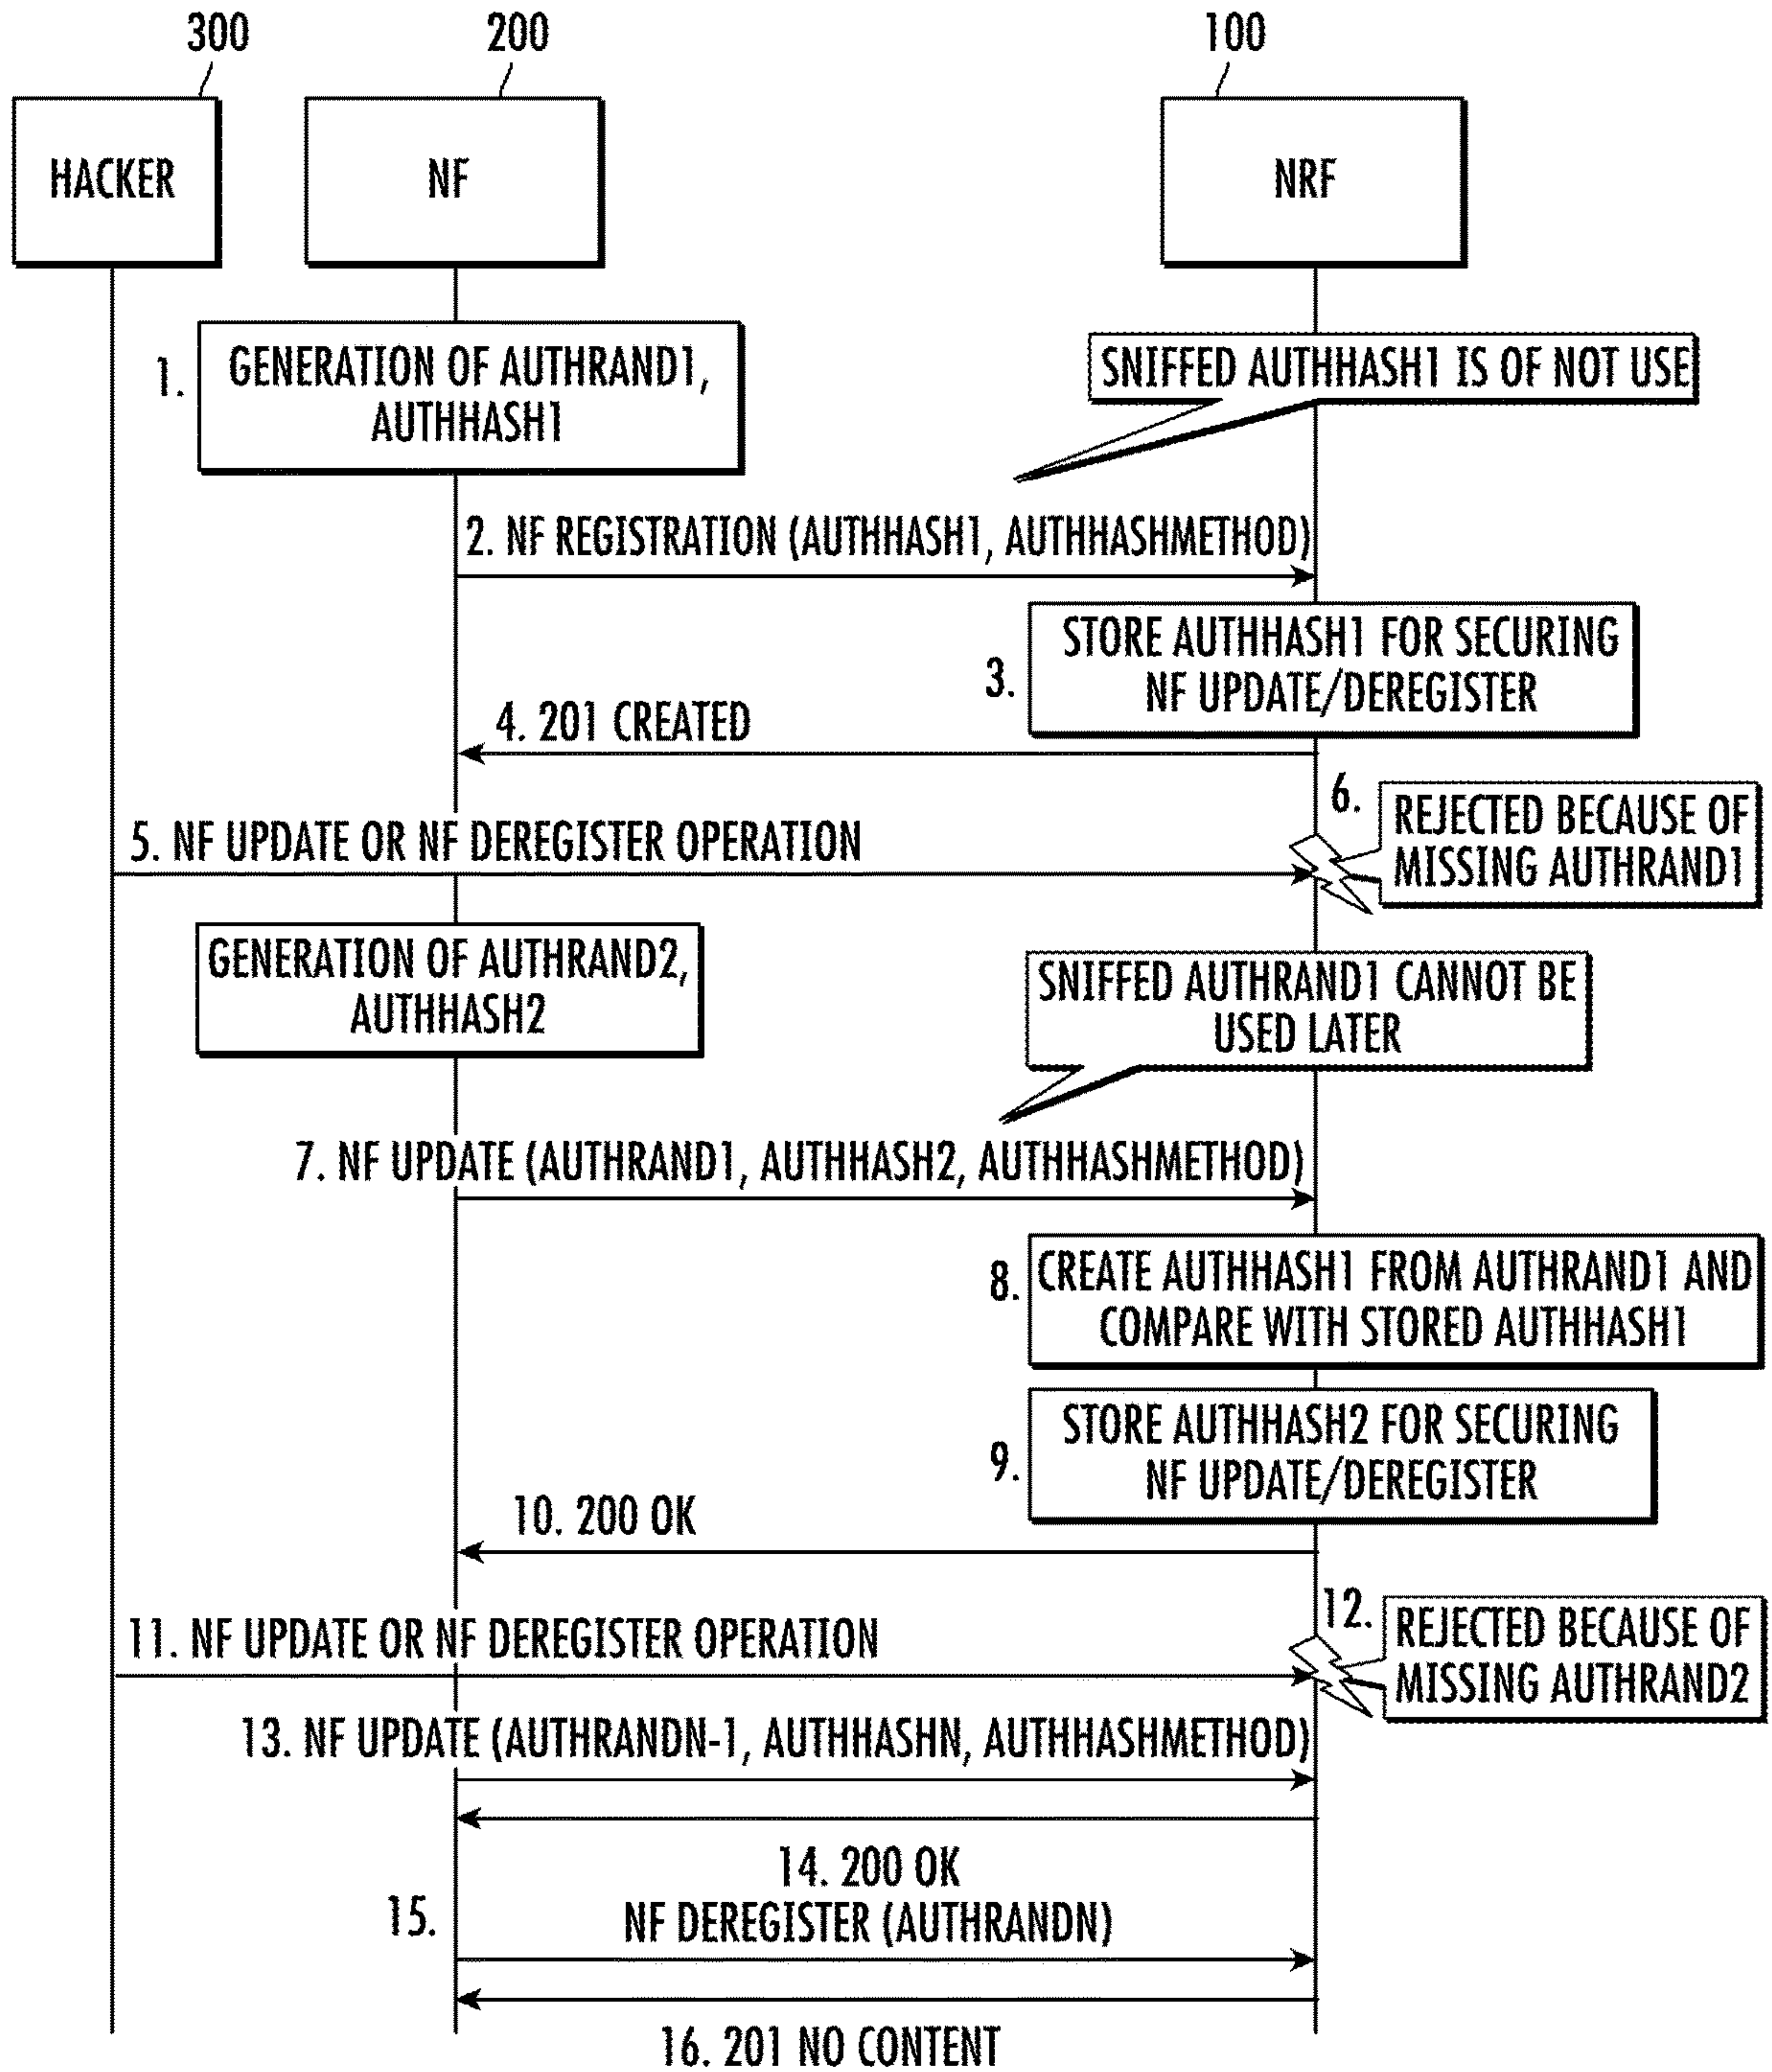 300
200
100
HACKER
NF
NRF
1.
GENERATION OF AUTHRAND1,
AUTHHASH1
SNIFFED AUTHHASH1 IS OF NOT USE
2. NF REGISTRATION (AUTHHASH1, AUTHHASHMETHOD)
3.
STORE AUTHHASH1 FOR SECURING
NF UPDATE/DEREGISTER
4. 201 CREATED
5. NF UPDATE OR NF DEREGISTER OPERATION
6.
REJECTED BECAUSE OF
MISSING AUTHRAND1
GENERATION OF AUTHRAND2,
AUTHHASH2
SNIFFED AUTHRAND1 CANNOT BE
USED LATER
7. NF UPDATE (AUTHRAND1, AUTHHASH2, AUTHHASHMETHOD)
8.
CREATE AUTHHASH1 FROM AUTHRAND1 AND
COMPARE WITH STORED AUTHHASH1
9.
STORE AUTHHASH2 FOR SECURING
NF UPDATE/DEREGISTER
10. 200 OK
11. NF UPDATE OR NF DEREGISTER OPERATION
12.
REJECTED BECAUSE OF
MISSING AUTHRAND2
13. NF UPDATE (AUTHRANDN-1, AUTHHASHN, AUTHHASHMETHOD)
14. 200 OK
15.
NF DEREGISTER (AUTHRANDN)
16. 201 NO CONTENT